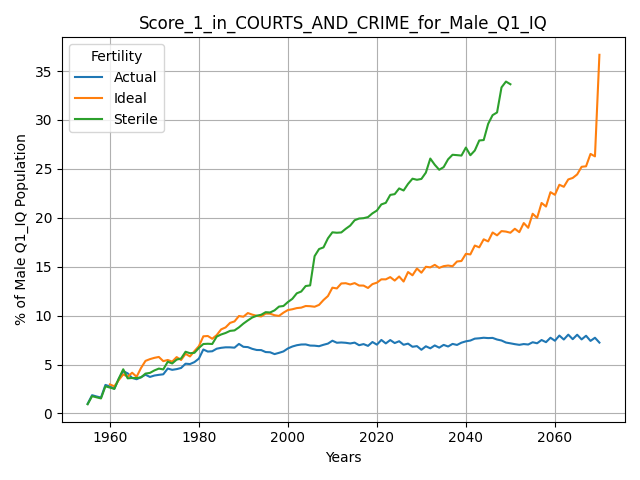 Score_1_in_COURTS_AND_CRIME_for_Male_Q1_IQ
Fertility
Actual
Ideal
Sterile
35
30
25
20
15
10
5
0
% of Male Q1_IQ Population
1960
1980
2000
2020
2040
2060
Years